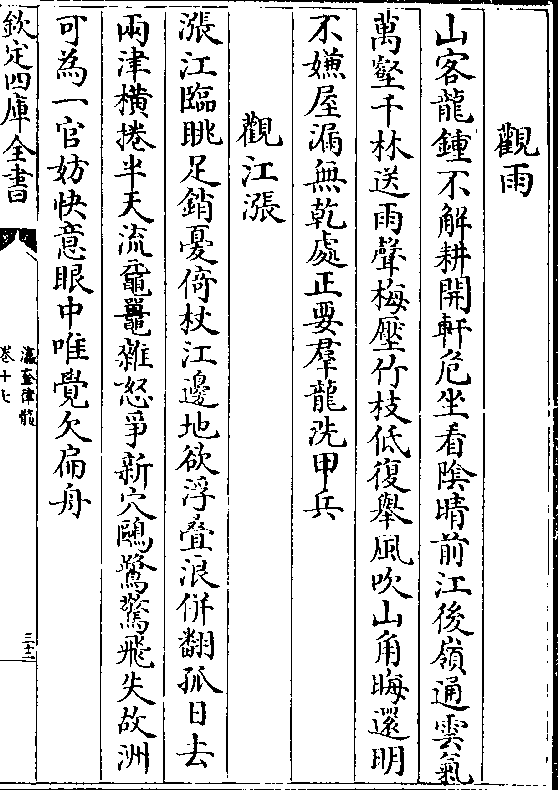 觀雨
山客龍鍾不解耕開軒危坐看陰晴前江後嶺通雲氣
萬壑千林送雨聲梅壓竹枝低復舉風吹山角晦還明
不嫌屋漏無乾處正要羣龍洗甲兵
觀江漲
漲江臨眺足銷憂倚杖江邊地欲浮疊浪併翻孤日去
兩津橫捲半天流黿鼉雜怒爭新穴鷗鷺驚飛失故洲
可為一官妨快意眼中唯覺欠扁舟
欽定四庫全書
瀛奎律髓
卷十七
三十二